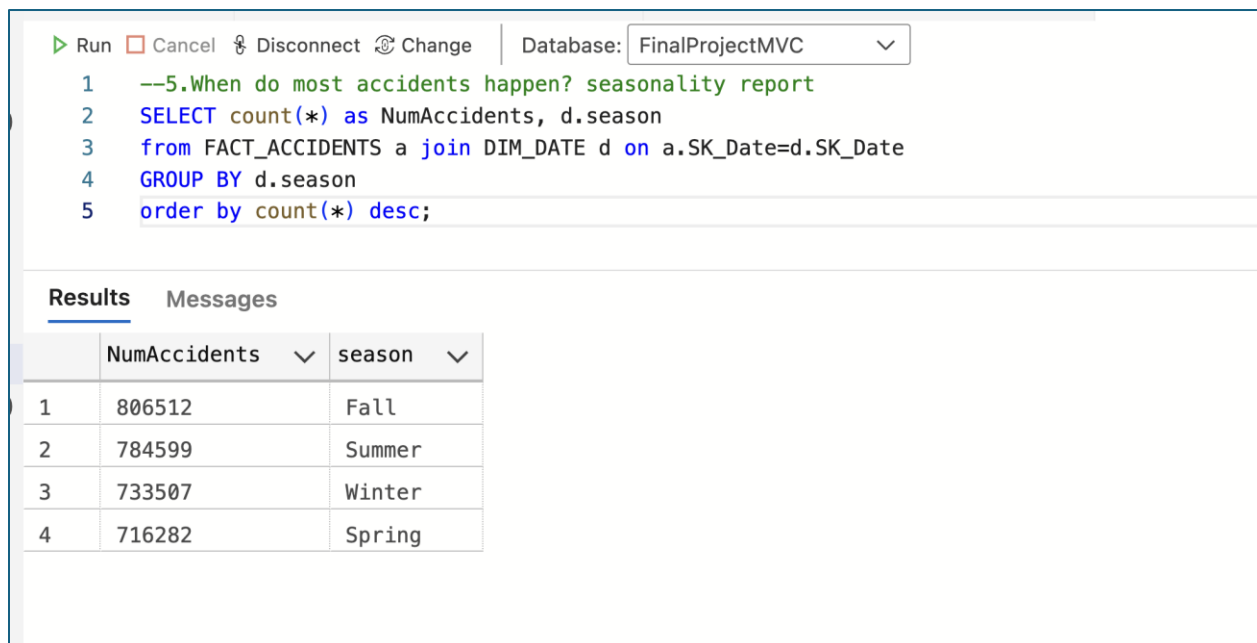 Run Cancel Disconnect Change Database: FinalProjectMVC
1 --5.When do most accidents happen? seasonality report
2 SELECT count(*) as NumAccidents, d.season
3 from FACT_ACCIDENTS a join DIM_DATE d on a.SK_Date=d.SK_Date
4 GROUP BY d.season
5 order by count(*) desc;
Results Messages
NumAccidents season
1 806512 Fall
2 784599 Summer
3 733507 Winter
4 716282 Spring